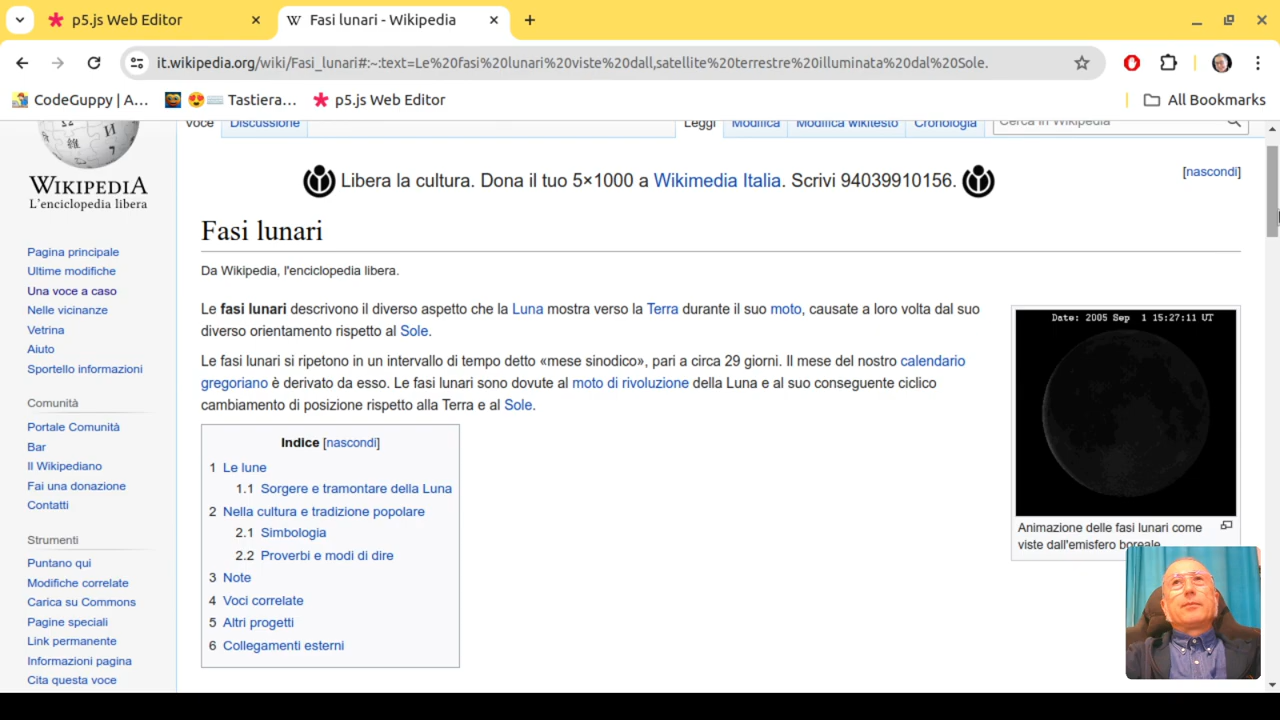 p5.js Web Editor
Fasi lunari - Wikipedia
it.wikipedia.org/wiki/Fasi_lunari#:~:text=Le%20fasi%20lunari%20viste%20dall,satellite%20terrestre%20illuminata%20dal%20Sole.
CodeGuppy | A...
Tastiera...
p5.js Web Editor
All Bookmarks
Voce
Discussione
Leggi
Modifica
Modifica wikitesto
Cronologia
Cerca in Wikipedia
WIKIPEDIA
L'enciclopedia libera
Libera la cultura. Dona il tuo 5×1000 a Wikimedia Italia. Scrivi 94039910156.
[nascondi]
Fasi lunari
Da Wikipedia, l'enciclopedia libera.
Le fasi lunari descrivono il diverso aspetto che la Luna mostra verso la Terra durante il suo moto, causate a loro volta dal suo
diverso orientamento rispetto al Sole.
Le fasi lunari si ripetono in un intervallo di tempo detto «mese sinodico», pari a circa 29 giorni. Il mese del nostro calendario
gregoriano è derivato da esso. Le fasi lunari sono dovute al moto di rivoluzione della Luna e al suo conseguente ciclico
cambiamento di posizione rispetto alla Terra e al Sole.
Indice [nascondi]
1 Le lune
1.1 Sorgere e tramontare della Luna
2 Nella cultura e tradizione popolare
2.1 Simbologia
2.2 Proverbi e modi di dire
3 Note
4 Voci correlate
5 Altri progetti
6 Collegamenti esterni
Date: 2005 Sep 1 15:27:11 UT
Animazione delle fasi lunari come
viste dall'emisfero boreale
Pagina principale
Ultime modifiche
Una voce a caso
Nelle vicinanze
Vetrina
Aiuto
Sportello informazioni
Comunità
Portale Comunità
Bar
Il Wikipediano
Fai una donazione
Contatti
Strumenti
Puntano qui
Modifiche correlate
Carica su Commons
Pagine speciali
Link permanente
Informazioni pagina
Cita questa voce